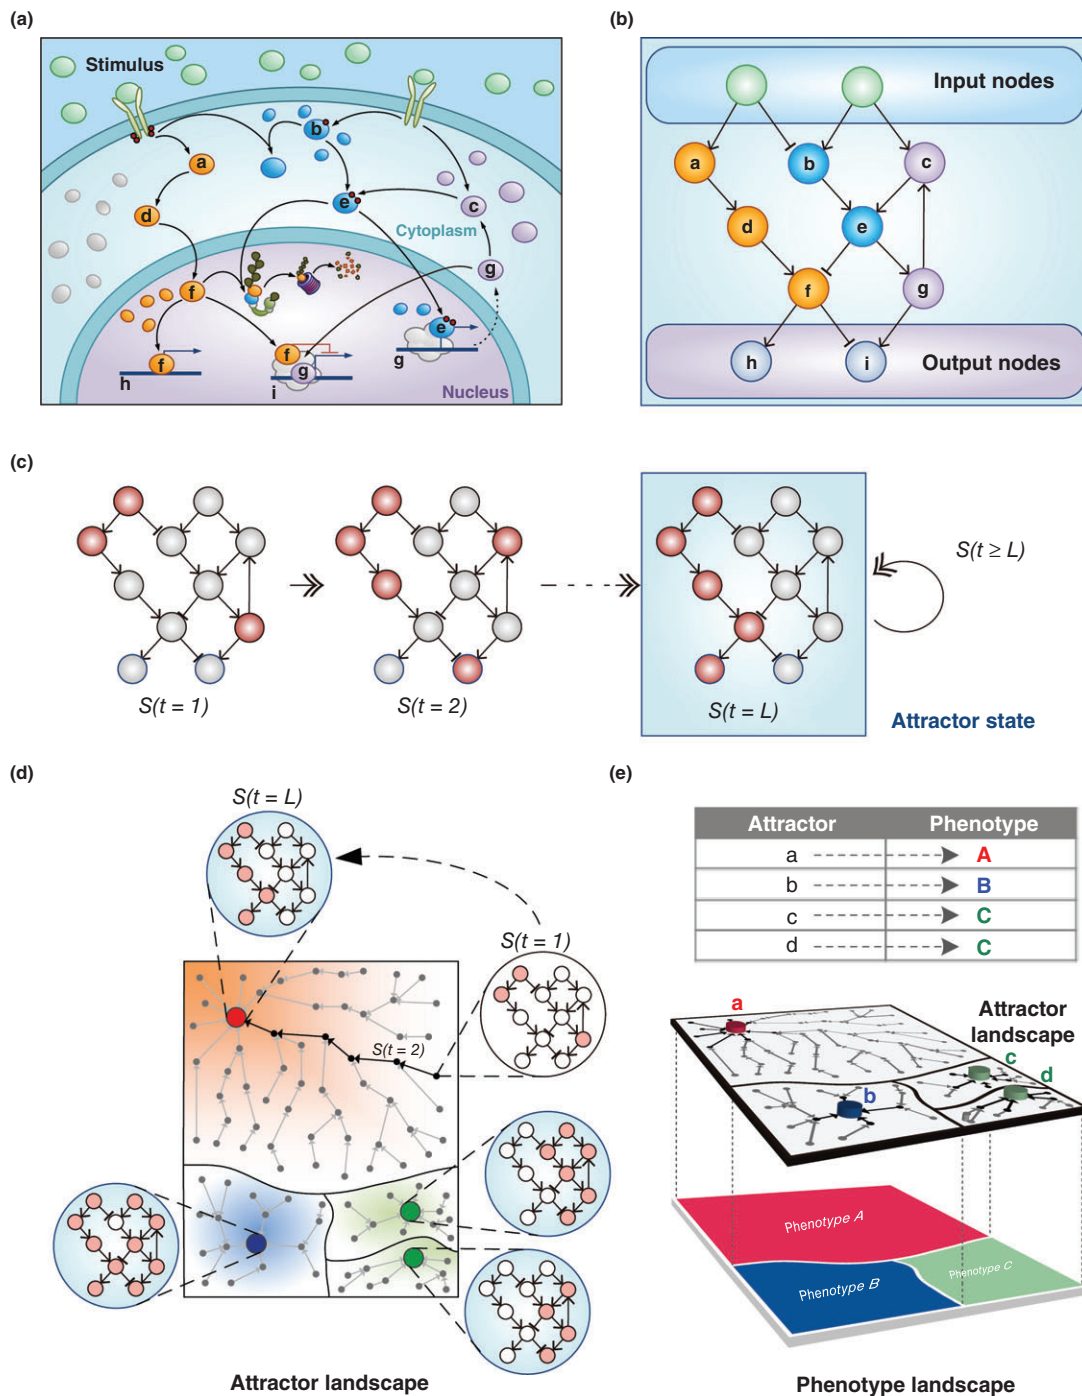 (a)
Stimulus
b
a
e
c
d
Cytoplasm
g
f
e
f
f
g
g
h
i
Nucleus
(b)
Input nodes
a
b
c
d
e
f
g
h
i
Output nodes
(c)
S(t = 1)
S(t = 2)
S(t = L)
S(t ≥ L)
Attractor state
(d)
S(t = L)
S(t = 1)
S(t = 2)
Attractor landscape
(e)
Attractor Phenotype
a A
b B
c C
d C
a
Attractor
landscape
c
d
b
Phenotype A
Phenotype B
Phenotype C
Phenotype landscape